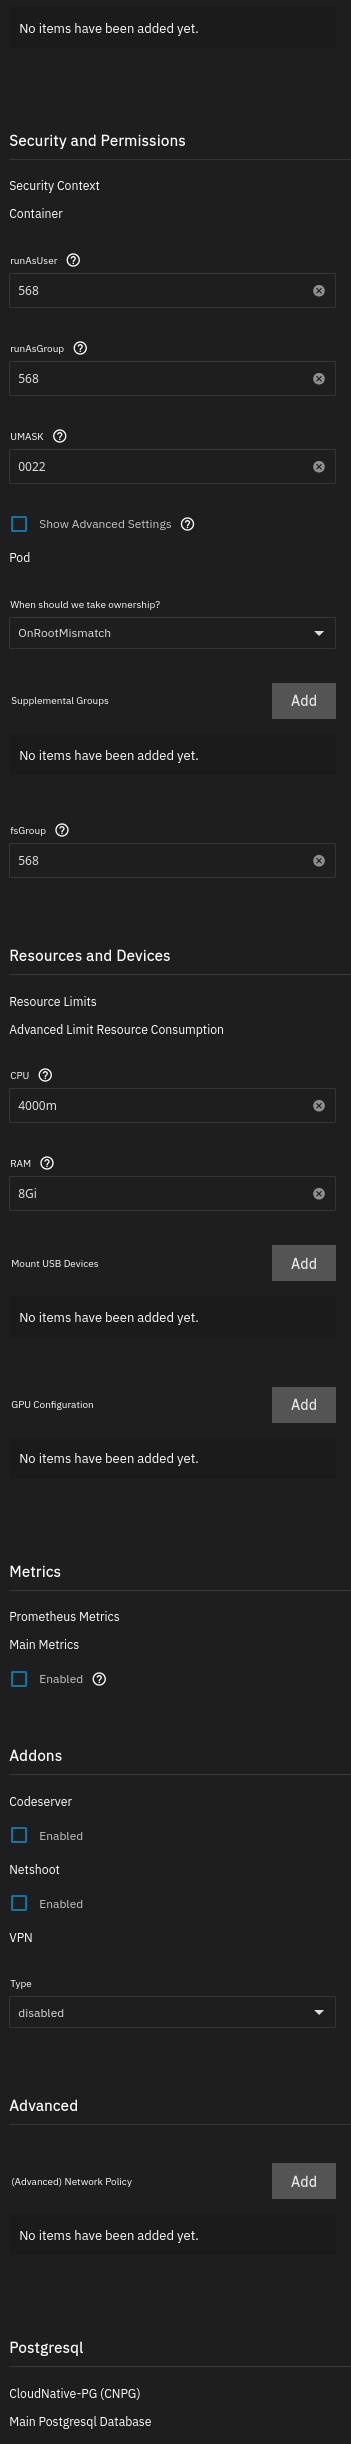 No items have been added yet.
Security and Permissions
Security Context
Container
runAsUser
568
runAsGroup
568
UMASK
0022
Show Advanced Settings
Pod
When should we take ownership?
OnRootMismatch
Supplemental Groups
Add
No items have been added yet.
fsGroup
568
Resources and Devices
Resource Limits
Advanced Limit Resource Consumption
CPU
4000m
RAM
8Gi
Mount USB Devices
Add
No items have been added yet.
GPU Configuration
Add
No items have been added yet.
Metrics
Prometheus Metrics
Main Metrics
Enabled
Addons
Codeserver
Enabled
Netshoot
Enabled
VPN
Type
disabled
Advanced
(Advanced) Network Policy
Add
No items have been added yet.
Postgresql
CloudNative-PG (CNPG)
Main Postgresql Database